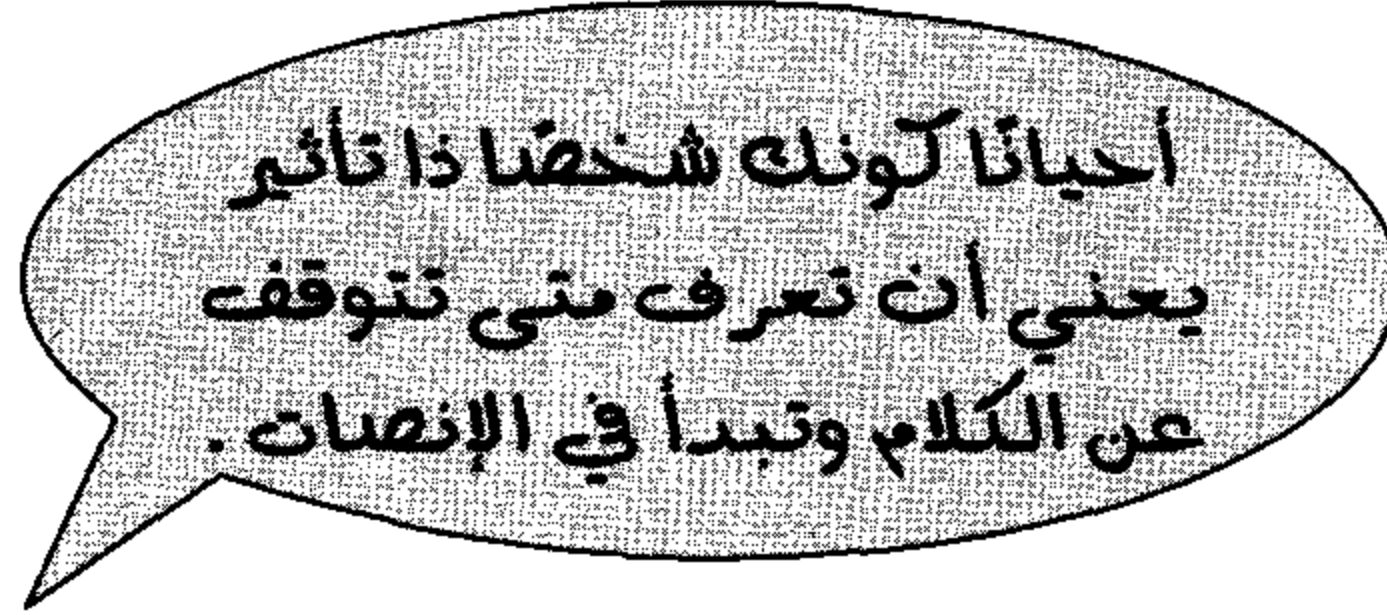 أحيانًا كونك شخصًا ذا تأثير
يعني أن تعرف متى تتوقف
عن الكلام وتبدأ في الإنصات .